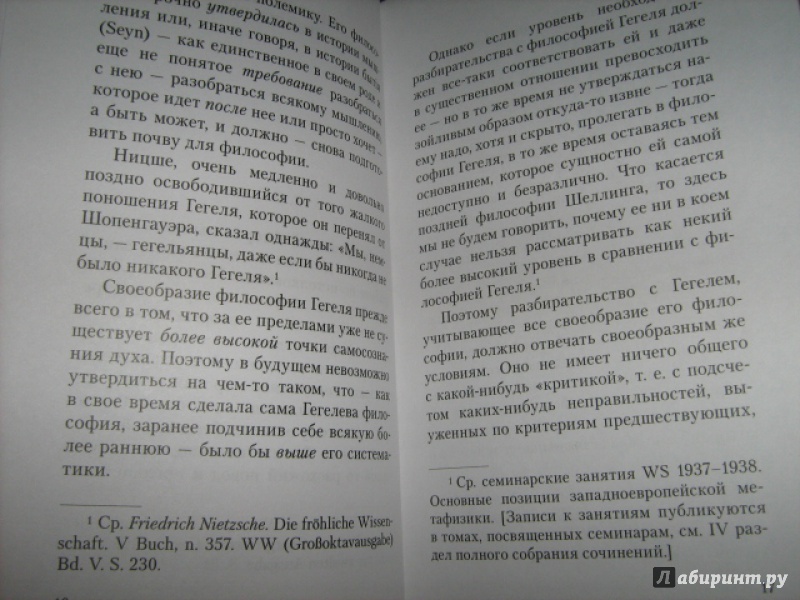 рочно утвердилась в истории мыш-
ления или, иначе говоря, в истории бытия
(Seyn) — как единственное в своем роде и
еще не понятое требование разобраться
с нею — разобраться всякому мышлению,
которое идет после нее или просто хочет —
а быть может, и должно — снова подгото-
вить почву для философии.
Ницше, очень медленно и довольно
поздно освободившийся от того жалкого
поношения Гегеля, которое он перенял от
Шопенгауэра, сказал однажды: «Мы, нем-
цы, — гегельянцы, даже если бы никогда не
было никакого Гегеля».¹
Своеобразие философии Гегеля прежде
всего в том, что за ее пределами уже не су-
ществует более высокой точки самосозна-
ния духа. Поэтому в будущем невозможно
утвердиться на чем-то таком, что — как
в свое время сделала сама Гегелева фило-
софия, заранее подчинив себе всякую бо-
лее раннюю — было бы выше его система-
тики.
¹ Ср. Friedrich Nietzsche. Die fröhliche Wissen-
schaft. V Buch, n. 357. WW (Großoktavausgabe)
Bd. V. S. 230.
Однако если уровень необход
разбирательства с философией Гегеля дол-
жен все-таки соответствовать ей и даже
в существенном отношении превосходить
ее — но в то же время не утверждаться на-
зойливым образом откуда-то извне — тогда
ему надо, хотя и скрыто, пролегать в фило-
софии Гегеля, в то же время оставаясь тем
основанием, которое сущностно ей самой
недоступно и безразлично. Что касается
поздней философии Шеллинга, то здесь
мы не будем говорить, почему ее ни в коем
случае нельзя рассматривать как некий
более высокий уровень в сравнении с фи-
лософией Гегеля.¹
Поэтому разбирательство с Гегелем,
учитывающее все своеобразие его фило-
софии, должно отвечать своеобразным же
условиям. Оно не имеет ничего общего
с какой-нибудь «критикой», т. е. с подсче-
том каких-нибудь неправильностей, вы-
уженных по критериям предшествующих,
¹ Ср. семинарские занятия WS 1937–1938.
Основные позиции западноевропейской ме-
тафизики. [Записи к занятиям публикуются
в томах, посвященных семинарам, см. IV раз-
дел полного собрания сочинений.]
17
Лабиринт.ру